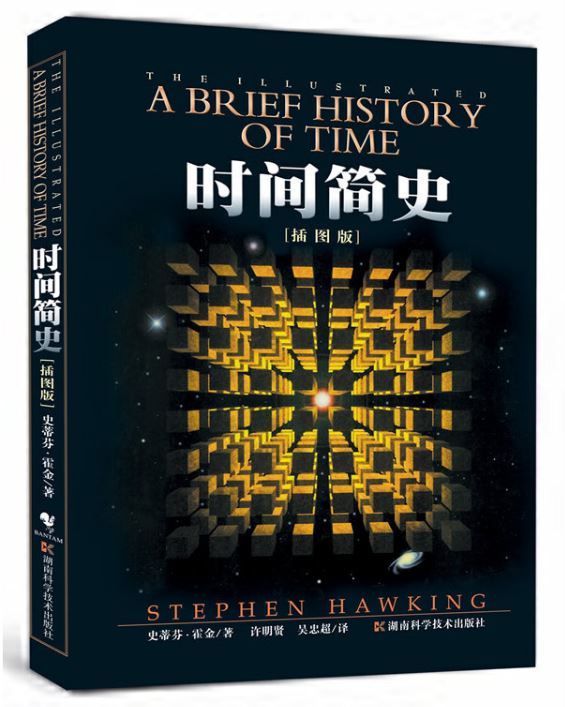 THE ILLUSTRATED
A BRIEF HISTORY
OF TIME
时间简史
[插图版]
STEPHEN HAWKING
史蒂芬·霍金/著 许明贤 吴忠超/译 湖南科学技术出版社
THE ILLUSTRATED
A BRIEF HISTORY OF TIME
时间简史
[插图版]
史蒂芬·霍金/著
BANTAM
湖南科学技术出版社